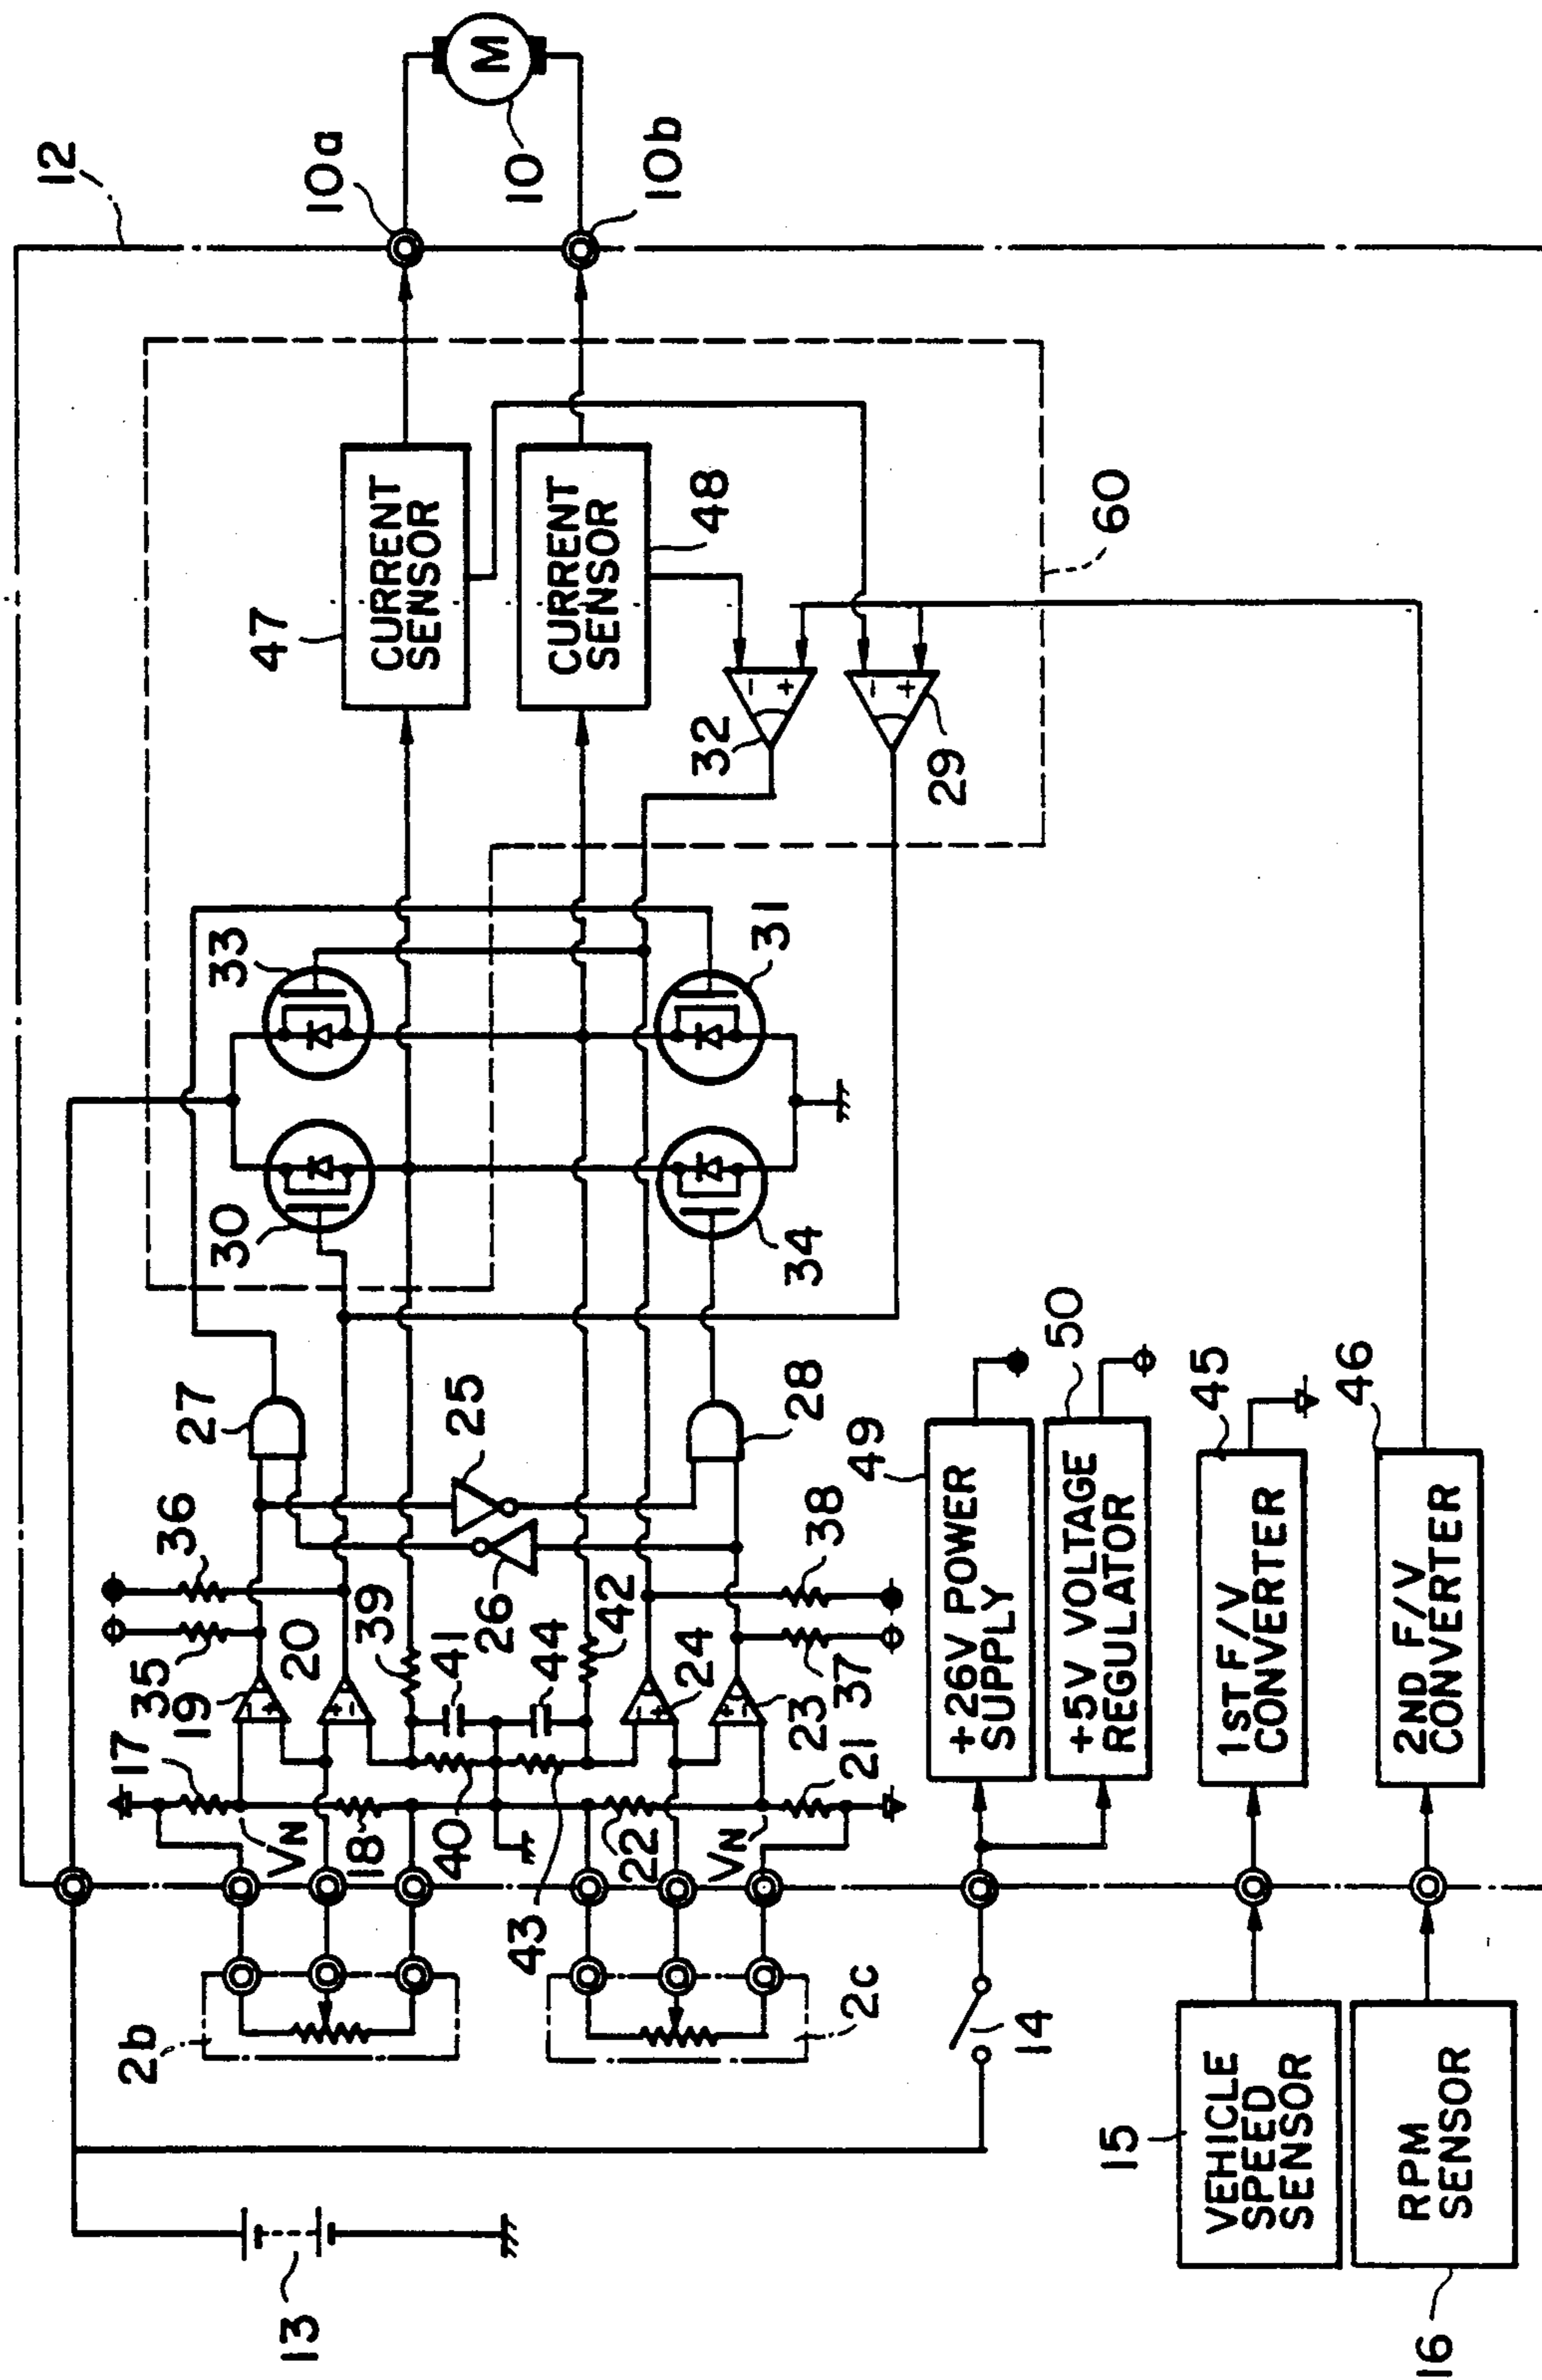 12
13
2b
17
35
36
19
27
30
33
47
10a
20
VN
18
39
CURRENT
SENSOR
40
41
25
43
26
M
10
44
42
CURRENT
SENSOR
22
10b
24
48
VN
32
31
2c
21
23
37
38
28
34
29
14
49
+26V POWER
SUPPLY
50
+5V VOLTAGE
REGULATOR
60
15
VEHICLE
SPEED
SENSOR
1ST F/V
CONVERTER
45
16
RPM
SENSOR
2ND F/V
CONVERTER
46
− + − +
− +
+ −
− +
+ −